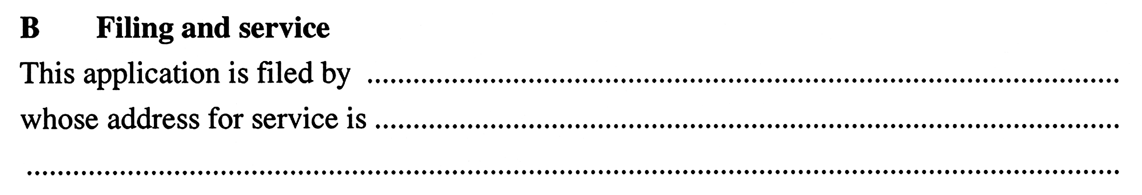 B Filing and service
This application is filed by ........................................................................................................
whose address for service is ........................................................................................................
........................................................................................................................................................